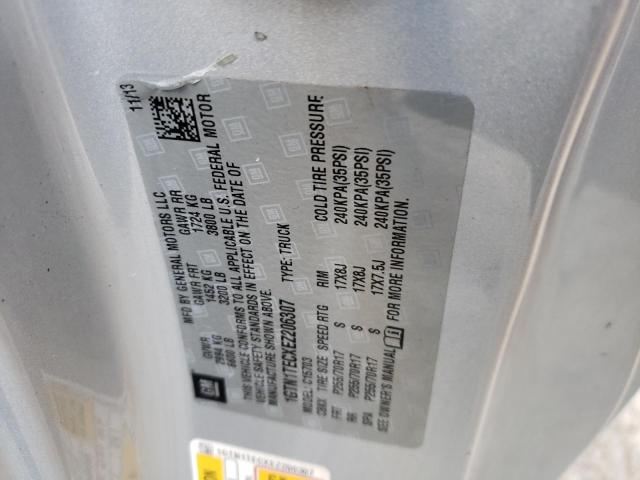 MFD BY GENERAL MOTORS LLC 11/13
GVWR GAWR FRT GAWR RR
2994 KG 1452 KG 1724 KG
6600 LB 3200 LB 3800 LB
THIS VEHICLE CONFORMS TO ALL APPLICABLE U.S. FEDERAL MOTOR
VEHICLE SAFETY STANDARDS IN EFFECT ON THE DATE OF
MANUFACTURE SHOWN ABOVE.
1GTN1TECXEZ206307 TYPE: TRUCK
MODEL: C15703
TIRE SIZE SPEED RTG RIM COLD TIRE PRESSURE
FRT P255/70R17 S 17X8J 240KPA(35PSI)
RR P255/70R17 S 17X8J 240KPA(35PSI)
SPA P255/70R17 S 17X7.5J 240KPA(35PSI)
SEE OWNER'S MANUAL FOR MORE INFORMATION.
GM
1GTN1TECXEZ206307